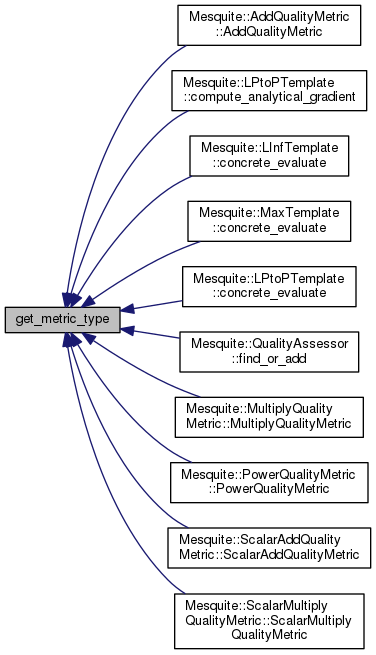 Mesquite::AddQualityMetric
::AddQualityMetric
Mesquite::LPtoPTemplate
::compute_analytical_gradient
Mesquite::LInfTemplate
::concrete_evaluate
Mesquite::MaxTemplate
::concrete_evaluate
Mesquite::LPtoPTemplate
::concrete_evaluate
get_metric_type
Mesquite::QualityAssessor
::find_or_add
Mesquite::MultiplyQuality
Metric::MultiplyQualityMetric
Mesquite::PowerQualityMetric
::PowerQualityMetric
Mesquite::ScalarAddQuality
Metric::ScalarAddQualityMetric
Mesquite::ScalarMultiply
QualityMetric::ScalarMultiply
QualityMetric